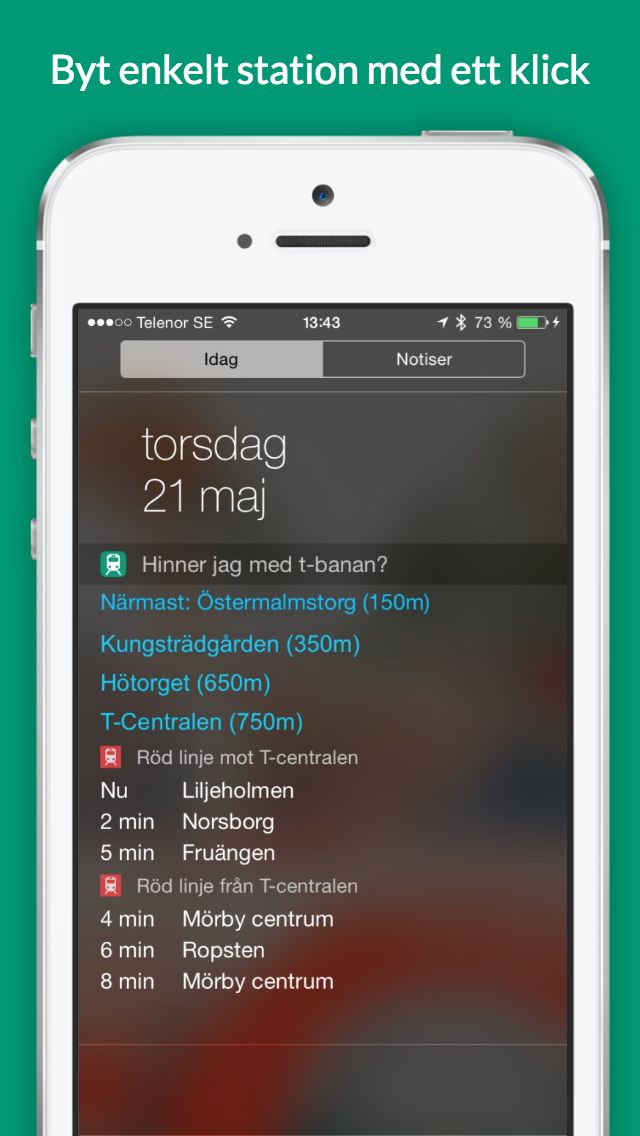 Byt enkelt station med ett klick
Telenor SE 13:43 73 %
Idag Notiser
torsdag
21 maj
Hinner jag med t-banan?
Närmast: Östermalmstorg (150m)
Kungsträdgården (350m)
Hötorget (650m)
T-Centralen (750m)
Röd linje mot T-centralen
Nu Liljeholmen
2 min Norsborg
5 min Fruängen
Röd linje från T-centralen
4 min Mörby centrum
6 min Ropsten
8 min Mörby centrum